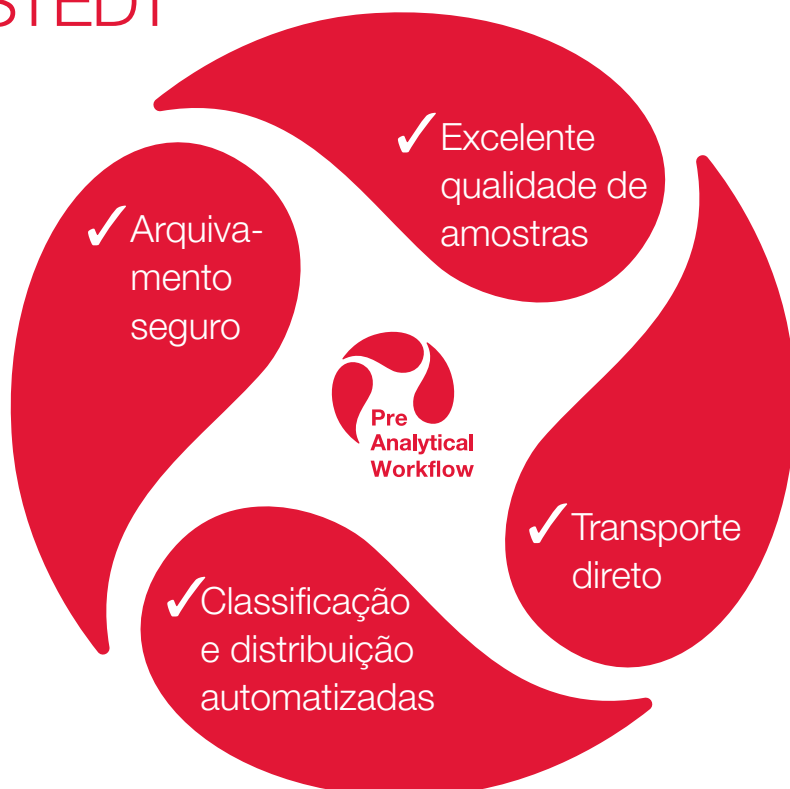 STEDT
✓ Excelente
qualidade de
amostras
✓ Arquiva-
mento
seguro
Pre
Analytical
Workflow
✓ Transporte
direto
✓ Classificação
e distribuição
automatizadas